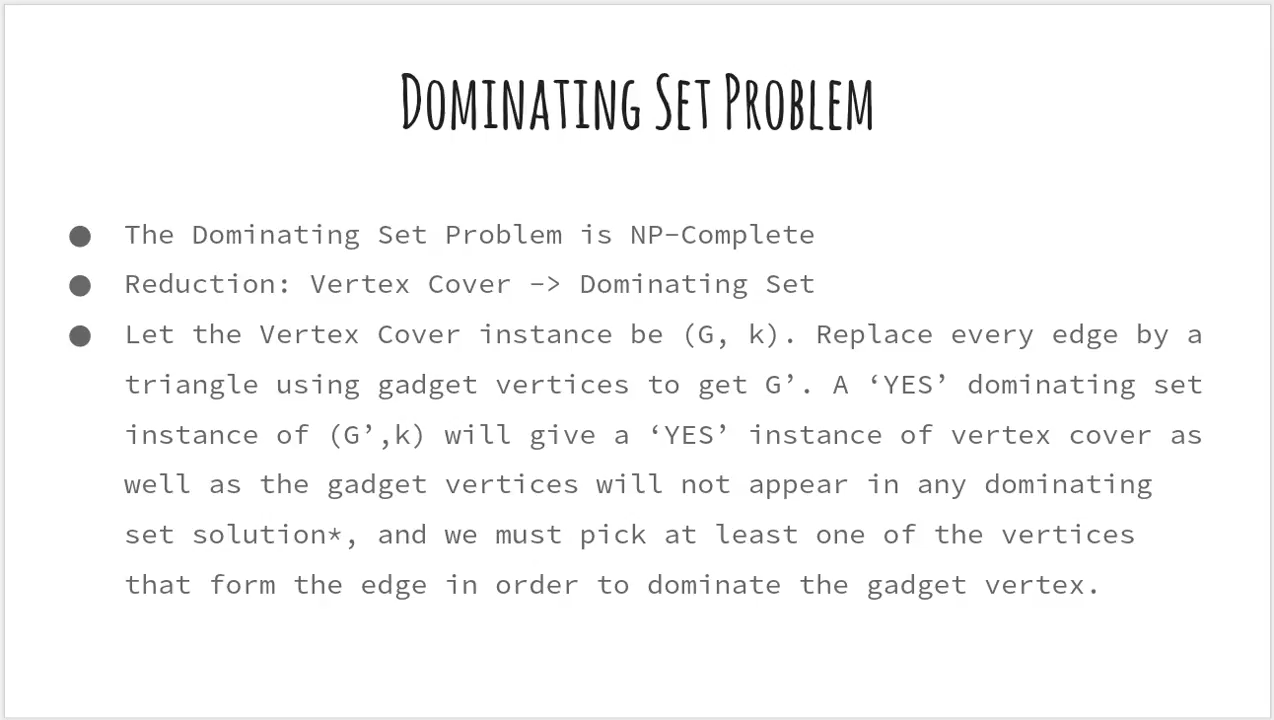 Dominating Set Problem
● The Dominating Set Problem is NP-Complete
● Reduction: Vertex Cover -> Dominating Set
● Let the Vertex Cover instance be (G, k). Replace every edge by a
triangle using gadget vertices to get G’. A ‘YES’ dominating set
instance of (G’,k) will give a ‘YES’ instance of vertex cover as
well as the gadget vertices will not appear in any dominating
set solution*, and we must pick at least one of the vertices
that form the edge in order to dominate the gadget vertex.